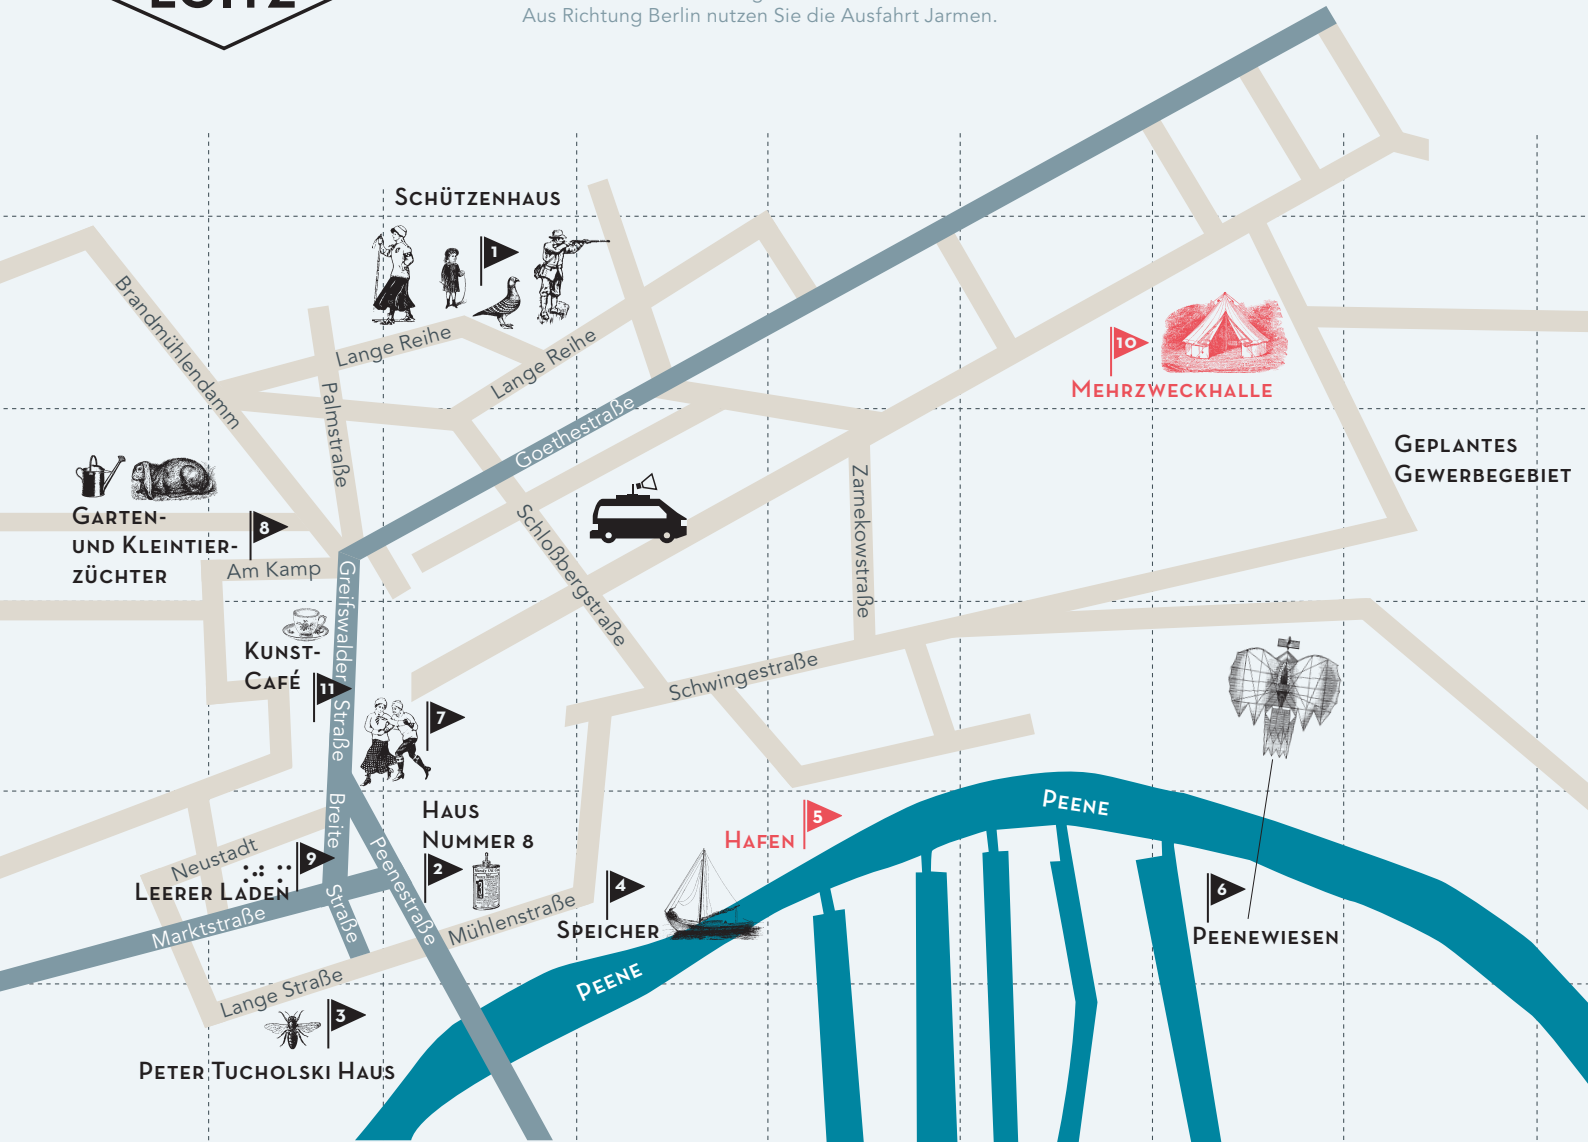 LOITZ
Aus Richtung Berlin nutzen Sie die Ausfahrt Jarmen.
Schützenhaus
1
Brandmühlendamm
Lange Reihe
Lange Reihe
Palmstraße
10
Mehrzweckhalle
Goethestraße
Geplantes
Gewerbegebiet
Garten-
und Kleintier-
züchter
8
Zarnekowstraße
Schloßbergstraße
Am Kamp
Greifswalder Straße
Kunst-
Café
11
Schwingestraße
7
Haus
Nummer 8
2
Breite
Straße
Peenestraße
Peene
Hafen
5
Neustadt
9
Leerer Laden
Marktstraße
Mühlenstraße
4
Speicher
6
Peenewiesen
Peene
Lange Straße
3
Peter Tucholski Haus